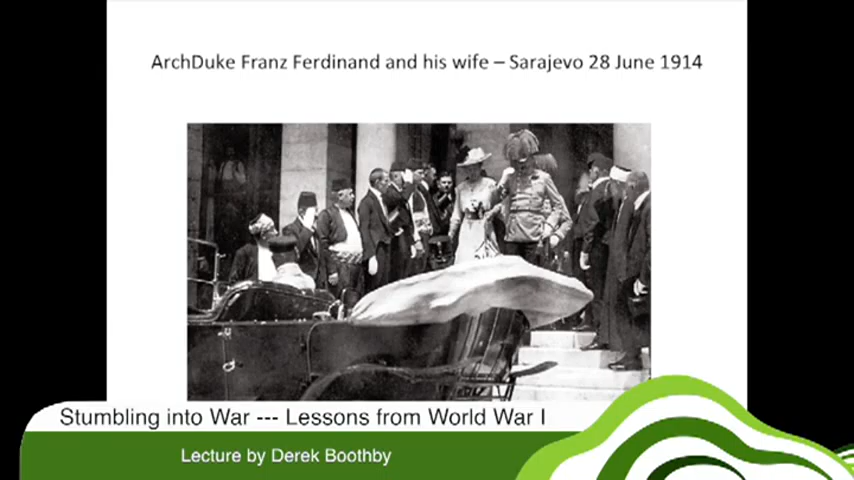 ArchDuke Franz Ferdinand and his wife – Sarajevo 28 June 1914
Stumbling into War --- Lessons from World War I
Lecture by Derek Boothby